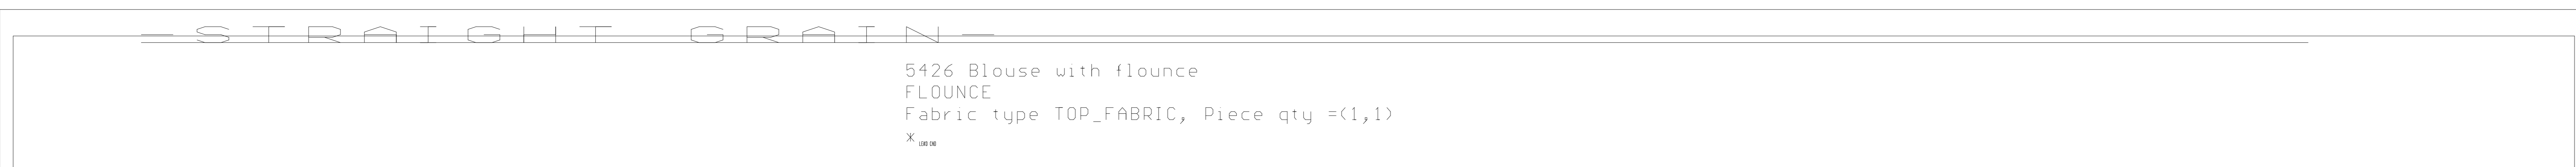 - STRAIGHT GRAIN -
5426 Blouse with flounce
FLOUNCE
Fabric type TOP_FABRIC, Piece qty =(1,1)
*